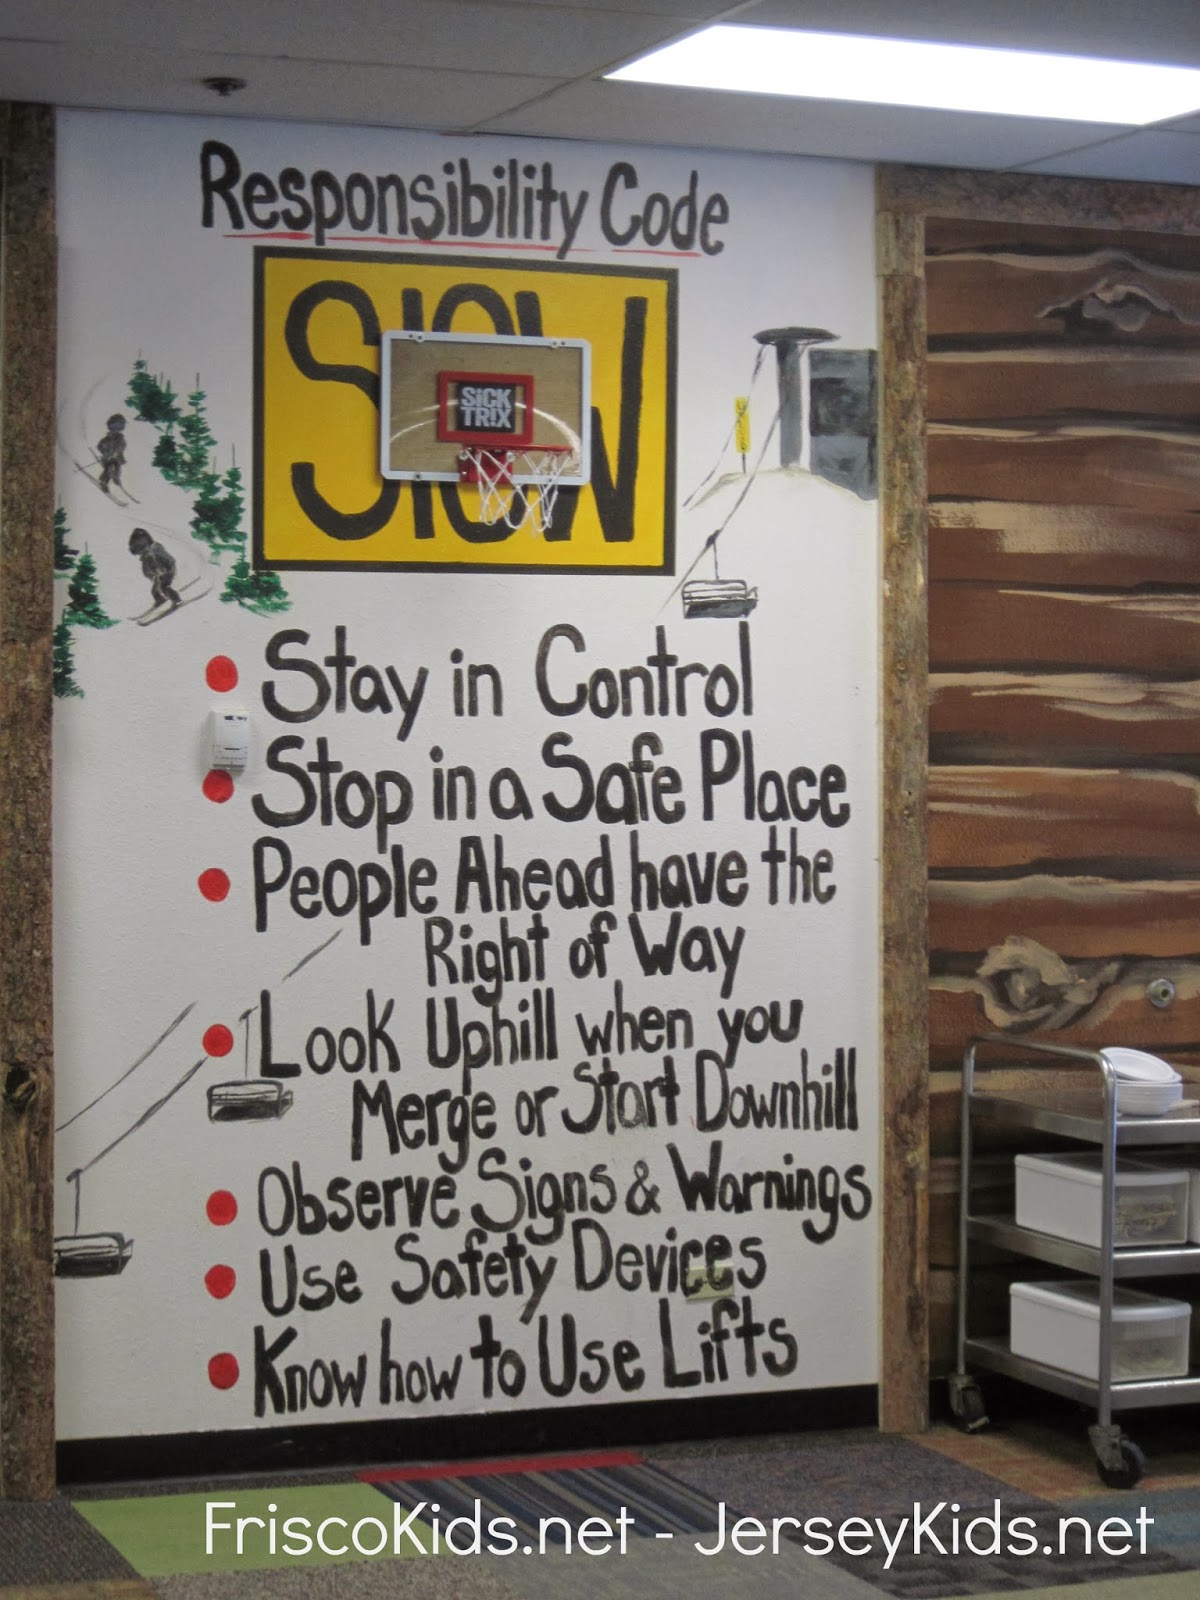 Responsibility Code
SLOW
SiCK
TR!X
Stay in Control
Stop in a Safe Place
People Ahead have the
Right of Way
Look Uphill when you
Merge or Start Downhill
Observe Signs & Warnings
Use Safety Devices
Know how to Use Lifts
FriscoKids.net - JerseyKids.net